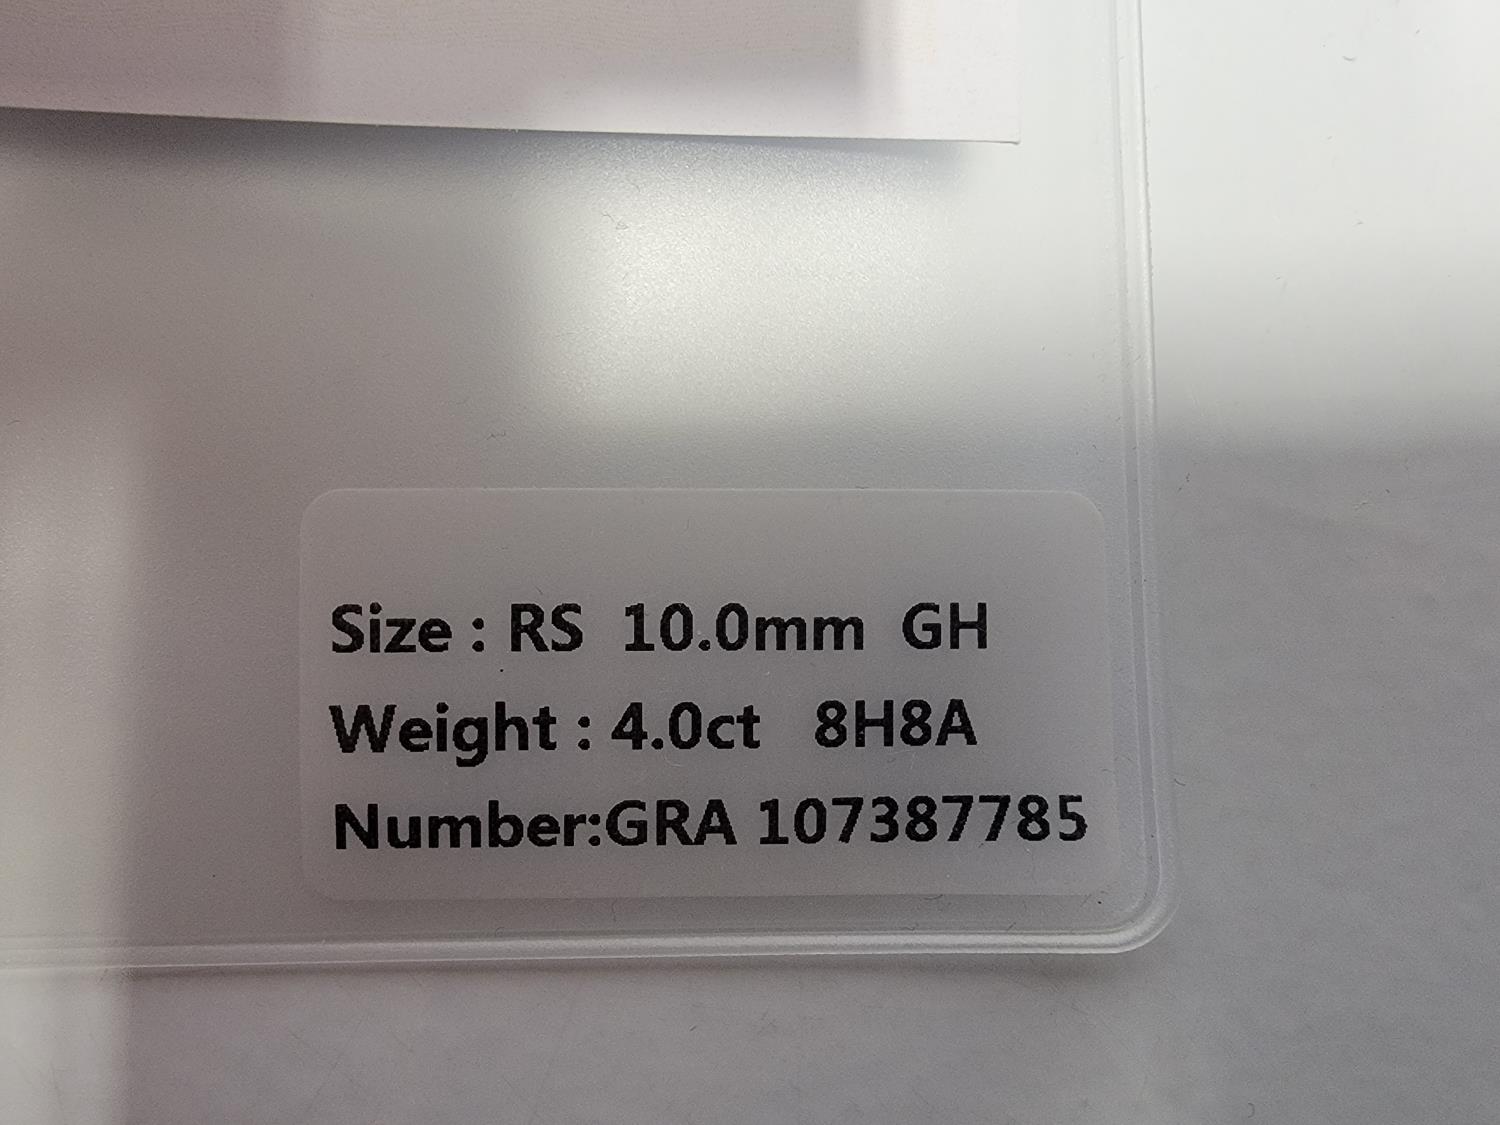 Size : RS 10.0mm GH
Weight : 4.0ct 8H8A
Number:GRA 107387785